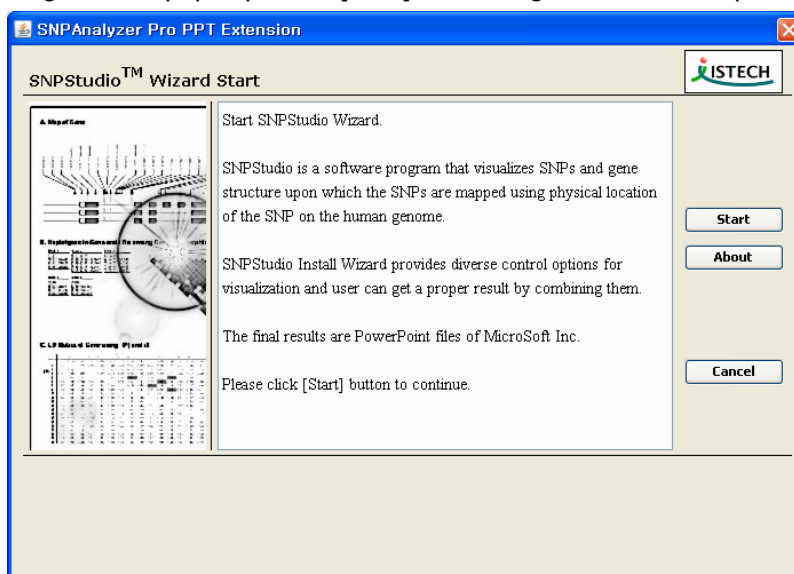 SNPAnalyzer Pro PPT Extension
SNPStudio™ Wizard Start
ISTECH
A. Map of Gene
Start SNPStudio Wizard.
SNPStudio is a software program that visualizes SNPs and gene
structure upon which the SNPs are mapped using physical location
of the SNP on the human genome.
SNPStudio Install Wizard provides diverse control options for
visualization and user can get a proper result by combining them.
The final results are PowerPoint files of MicroSoft Inc.
Please click [Start] button to continue.
Start
About
Cancel